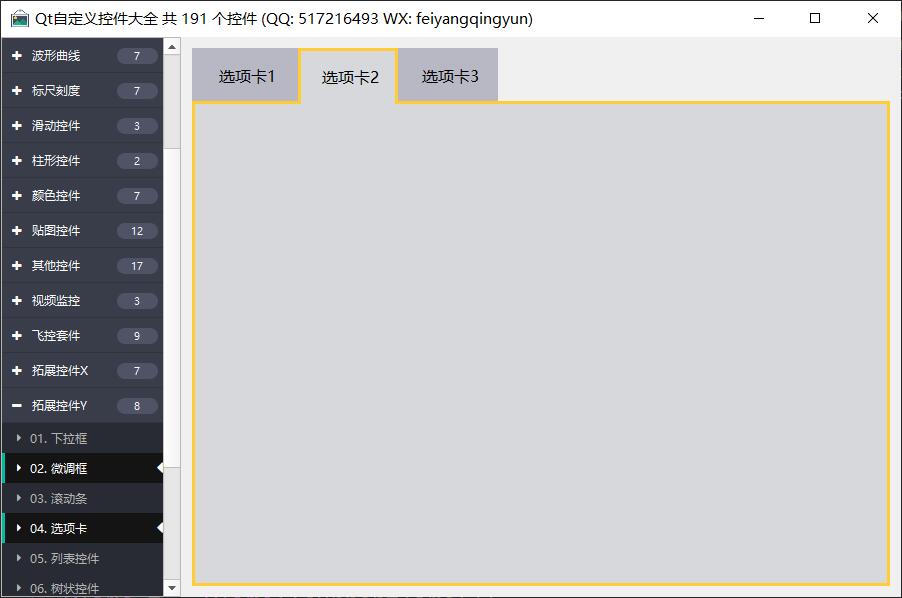 Qt自定义控件大全 共 191 个控件 (QQ: 517216493 WX: feiyangqingyun)
波形曲线 7
标尺刻度 7
滑动控件 3
柱形控件 2
颜色控件 7
贴图控件 12
其他控件 17
视频监控 3
飞控套件 9
拓展控件X 7
拓展控件Y 8
01. 下拉框
02. 微调框
03. 滚动条
04. 选项卡
05. 列表控件
06. 树状控件
选项卡1 选项卡2 选项卡3